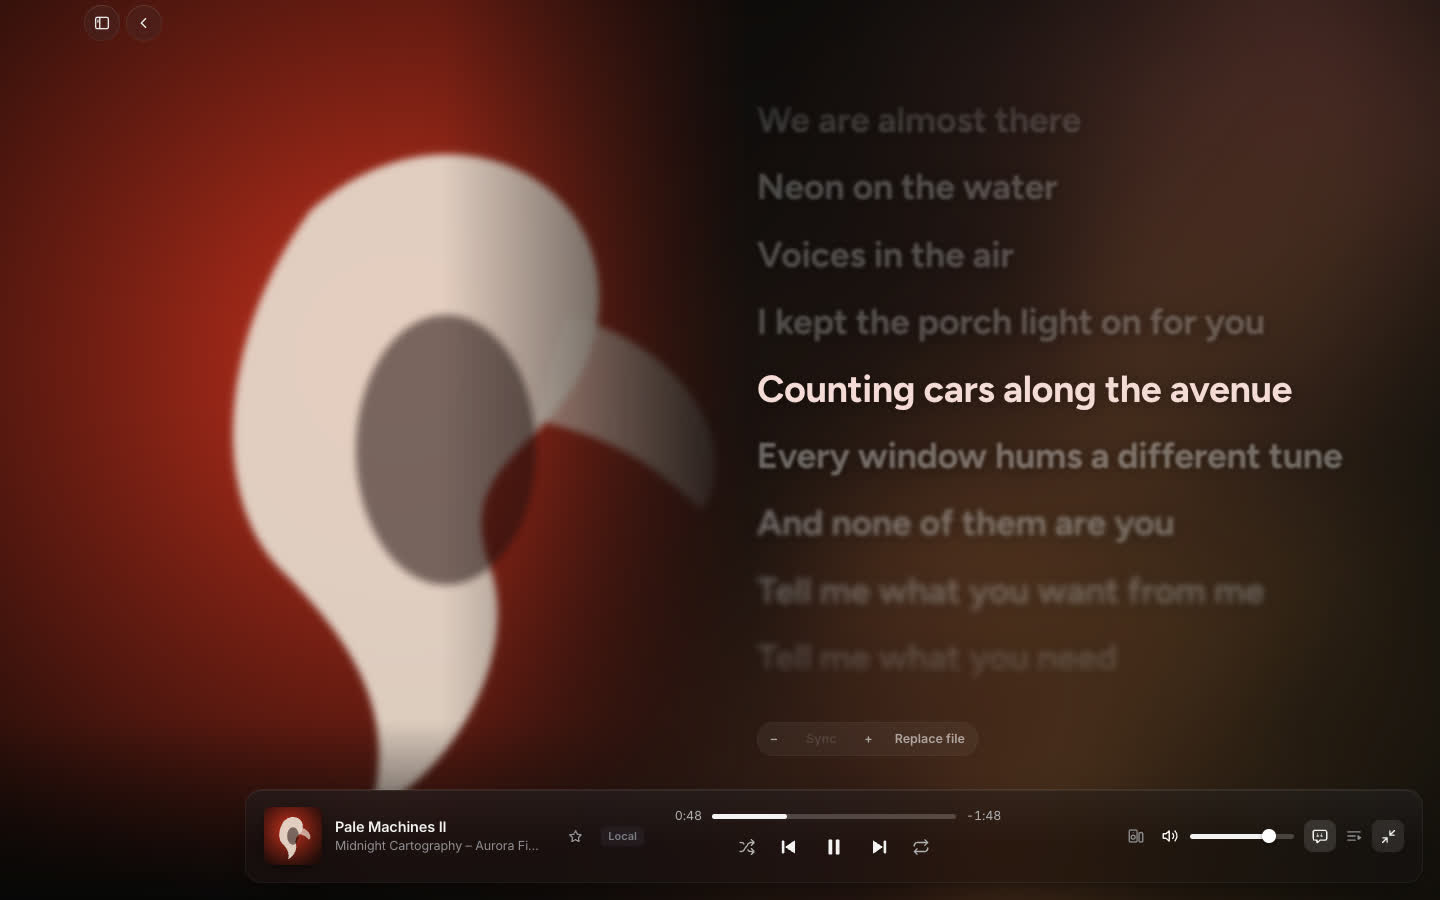 We are almost there
Neon on the water
Voices in the air
I kept the porch light on for you
Counting cars along the avenue
Every window hums a different tune
And none of them are you
Tell me what you want from me
Tell me what you need
− Sync + Replace file
Pale Machines II
Midnight Cartography – Aurora Fi...
Local
0:48
-1:48